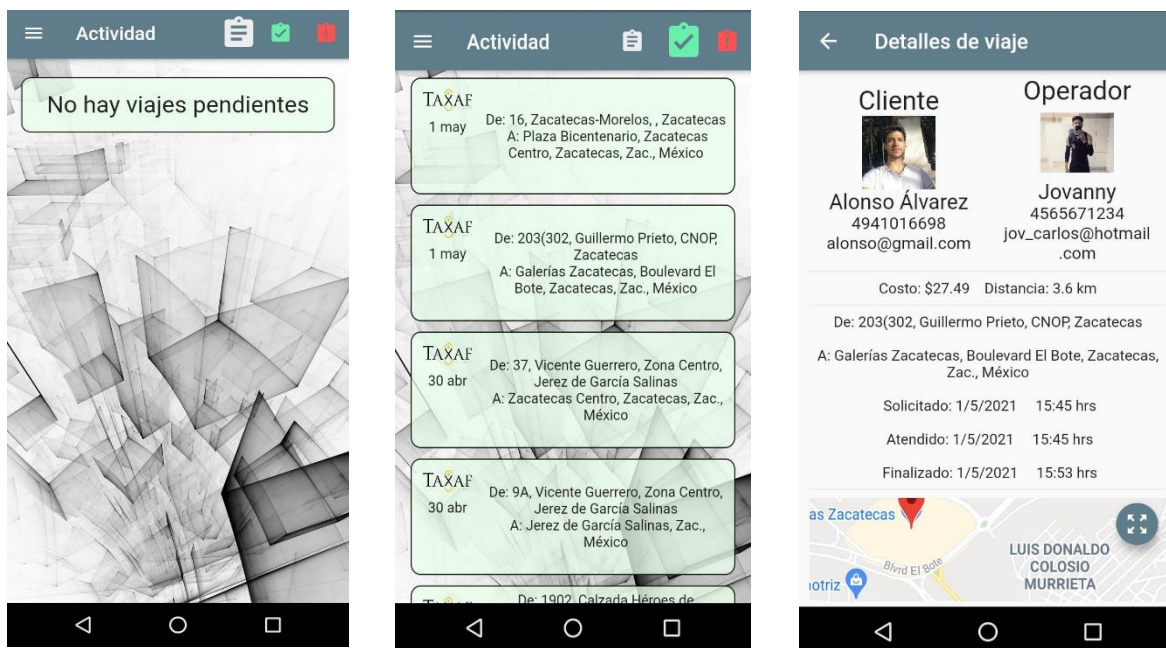 Actividad
No hay viajes pendientes
Actividad
TAXAF
1 may
De: 16, Zacatecas-Morelos, , Zacatecas
A: Plaza Bicentenario, Zacatecas
Centro, Zacatecas, Zac., México
TAXAF
1 may
De: 203(302, Guillermo Prieto, CNOP,
Zacatecas
A: Galerías Zacatecas, Boulevard El
Bote, Zacatecas, Zac., México
TAXAF
30 abr
De: 37, Vicente Guerrero, Zona Centro,
Jerez de García Salinas
A: Zacatecas Centro, Zacatecas, Zac.,
México
TAXAF
30 abr
De: 9A, Vicente Guerrero, Zona Centro,
Jerez de García Salinas
A: Jerez de García Salinas, Zac.,
México
De: 1902, Calzada Héroes de
Detalles de viaje
Cliente
Alonso Álvarez
4941016698
alonso@gmail.com
Operador
Jovanny
4565671234
jov_carlos@hotmail
.com
Costo: $27.49 Distancia: 3.6 km
De: 203(302, Guillermo Prieto, CNOP, Zacatecas
A: Galerías Zacatecas, Boulevard El Bote, Zacatecas,
Zac., México
Solicitado: 1/5/2021 15:45 hrs
Atendido: 1/5/2021 15:45 hrs
Finalizado: 1/5/2021 15:53 hrs
as Zacatecas
Blvrd El Bote
LUIS DONALDO
COLOSIO
MURRIETA
otriz